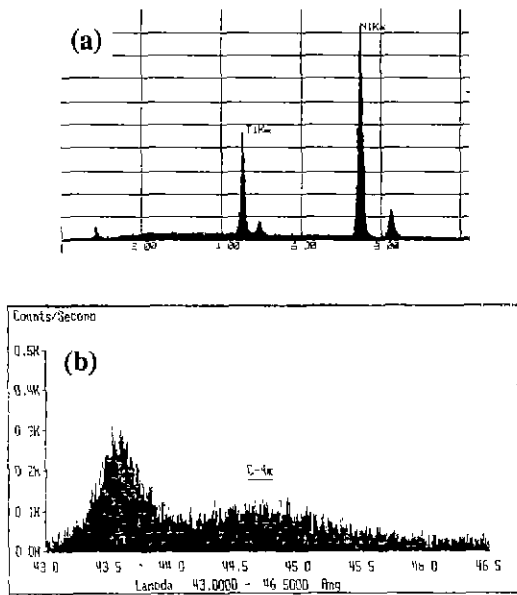 (a)
NiKα
TiKα
2.00 4.00 6.00 8.00
Counts/Second
(b)
0.5K
0.4K
0.3K
0.2K
0.1K
0.0K
C-Kα
43.0 43.5 44.0 44.5 45.0 45.5 46.0 46.5
Lambda 43.0000 - 46.5000 Ang